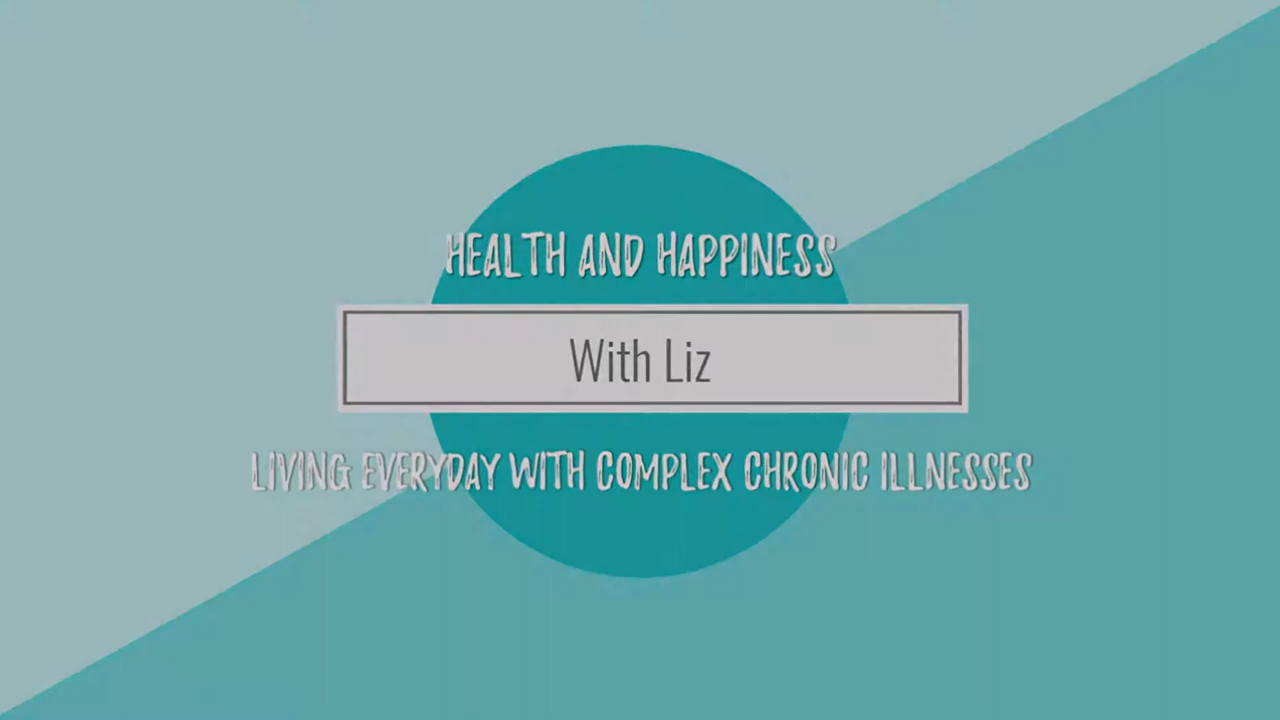 HEALTH AND HAPPINESS
With Liz
LIVING EVERYDAY WITH COMPLEX CHRONIC ILLNESSES